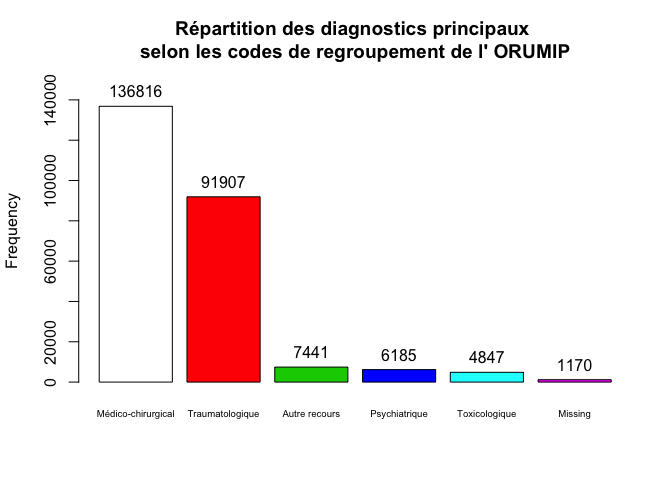 Répartition des diagnostics principaux
selon les codes de regroupement de l' ORUMIP
Frequency
140000
100000
60000
20000
0
136816
91907
7441
6185
4847
1170
Médico-chirurgical
Traumatologique
Autre recours
Psychiatrique
Toxicologique
Missing